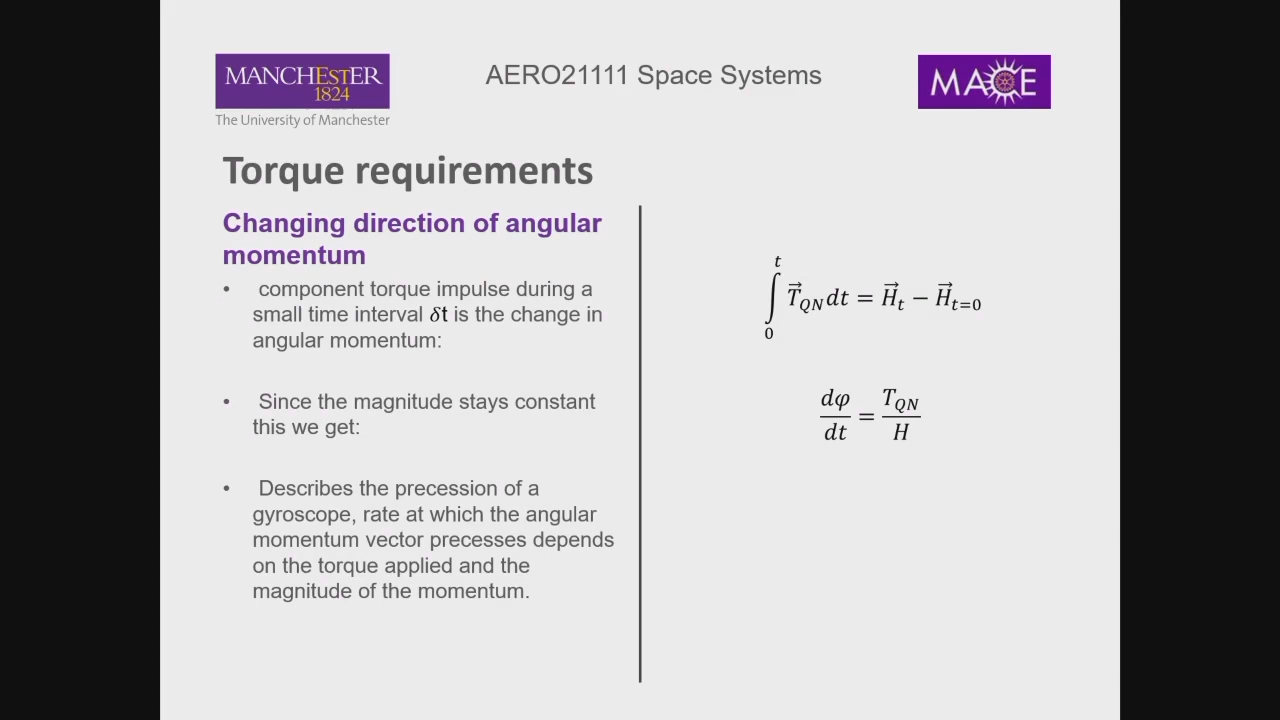 MANCHESTER
1824
The University of Manchester
AERO21111 Space Systems
MACE
Torque requirements
Changing direction of angular
momentum
• component torque impulse during a
small time interval δt is the change in
angular momentum:
• Since the magnitude stays constant
this we get:
• Describes the precession of a
gyroscope, rate at which the angular
momentum vector precesses depends
on the torque applied and the
magnitude of the momentum.
∫₀ᵗ T⃗_QN dt = H⃗_t − H⃗_t=0
dφ/dt = T_QN/H